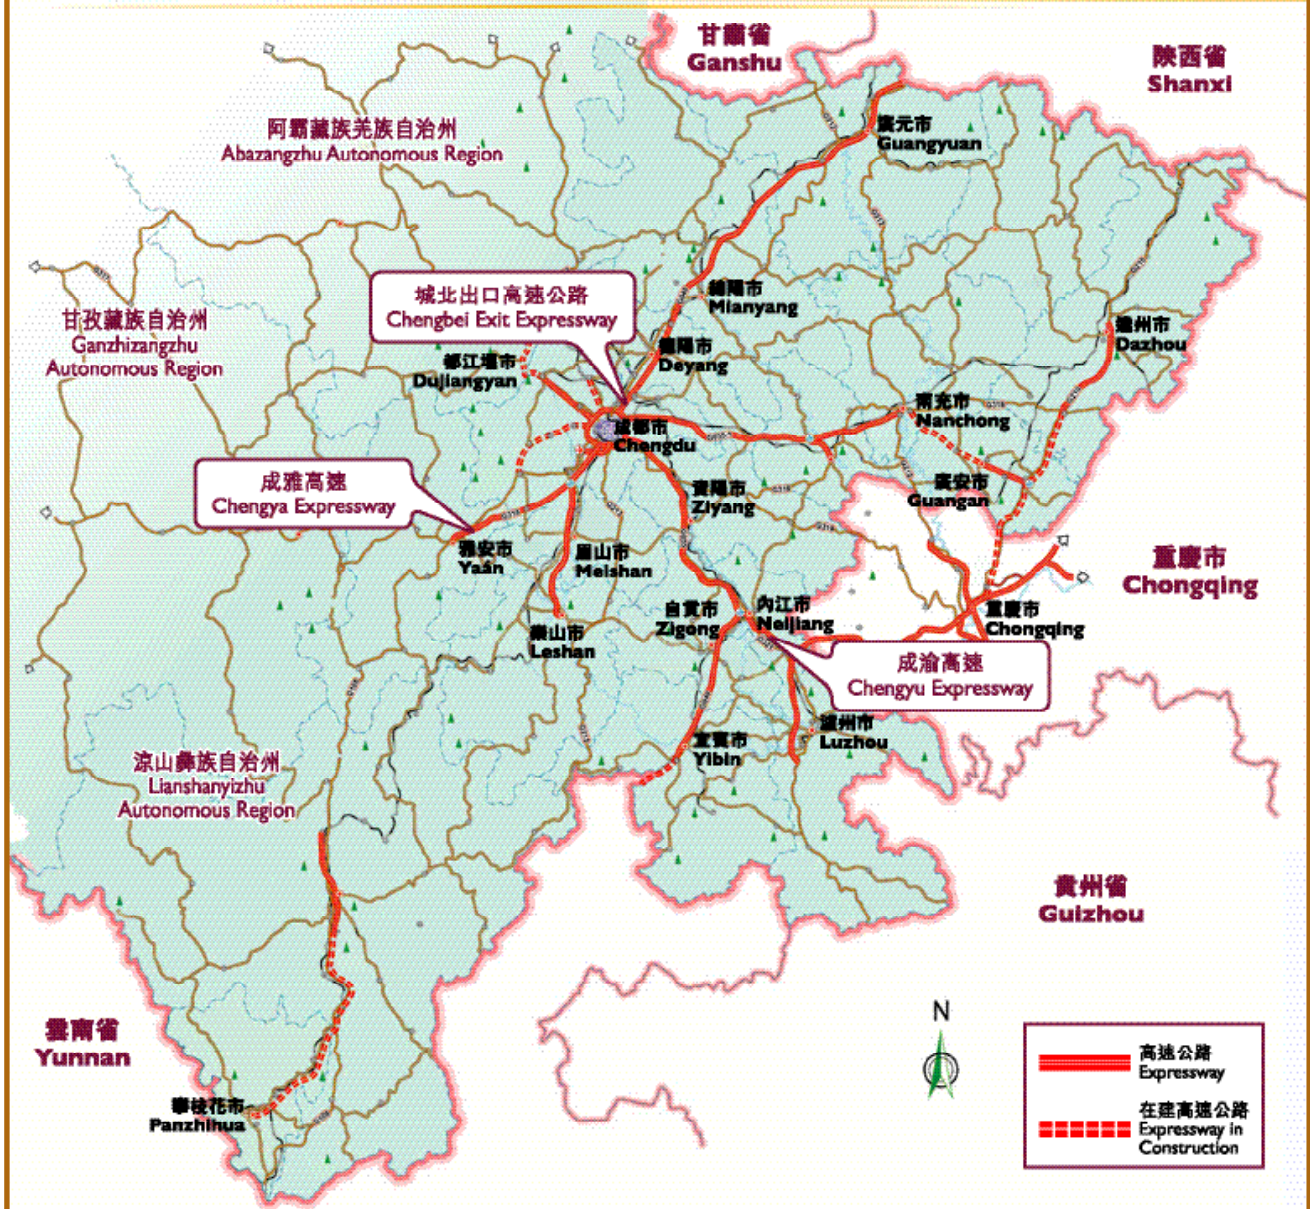 甘肅省
Ganshu
陝西省
Shanxi
廣元市
Guangyuan
阿霸藏族羌族自治州
Abazangzhu Autonomous Region
城北出口高速公路
Chengbei Exit Expressway
綿陽市
Mianyang
甘孜藏族自治州
Ganzhizangzhu
Autonomous Region
達州市
Dazhou
德陽市
Deyang
都江堰市
Dujiangyan
南充市
Nanchong
成都市
Chengdu
成雅高速
Chengya Expressway
資陽市
Ziyang
廣安市
Guangan
雅安市
Yaán
眉山市
Meishan
重慶市
Chongqing
自貢市
Zigong
內江市
Neijiang
重慶市
Chongqing
樂山市
Leshan
成渝高速
Chengyu Expressway
瀘州市
Luzhou
宜賓市
Yibin
涼山彝族自治州
Lianshanyizhu
Autonomous Region
貴州省
Guizhou
雲南省
Yunnan
N
高速公路
Expressway
在建高速公路
Expressway in
Construction
攀枝花市
Panzhihua